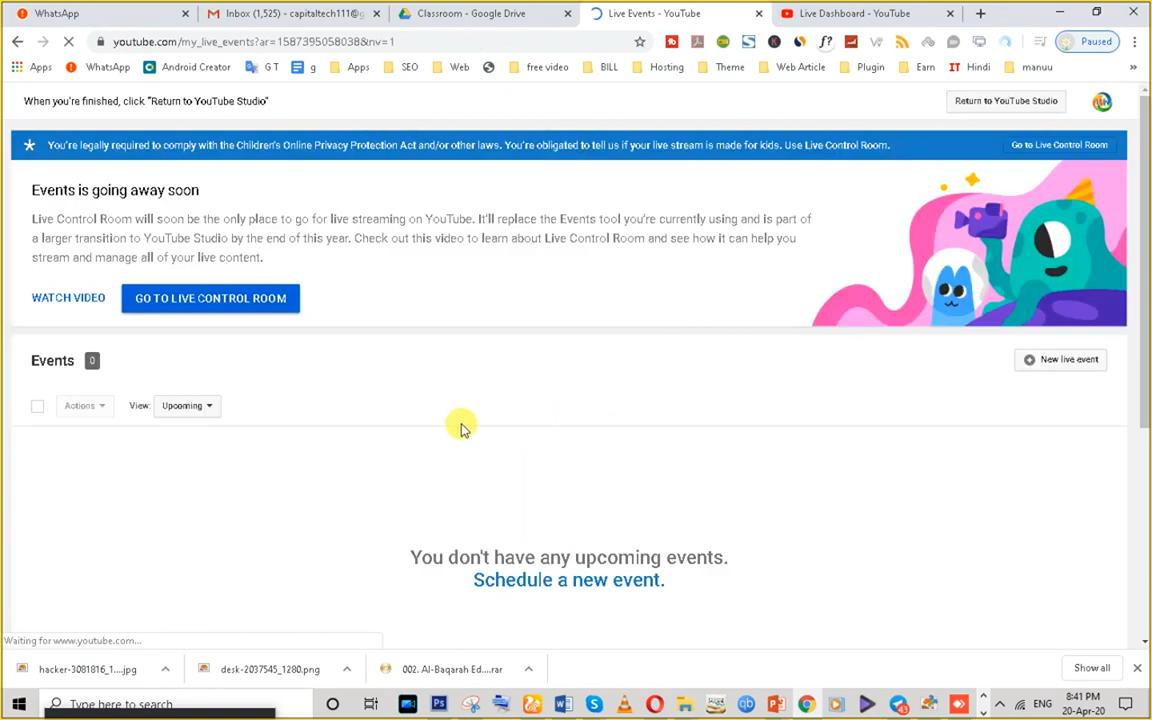 WhatsApp
Inbox (1,525) - capitaltech111@g
Classroom - Google Drive
Live Events - YouTube
Live Dashboard - YouTube
youtube.com/my_live_events?ar=1587395058038&nv=1
Paused
Apps
WhatsApp
Android Creator
G T
g
Apps
SEO
Web
free video
BILL
Hosting
Theme
Web Article
Plugin
Earn
IT Hindi
manuu
When you're finished, click "Return to YouTube Studio"
Return to YouTube Studio
You're legally required to comply with the Children's Online Privacy Protection Act and/or other laws. You're obligated to tell us if your live stream is made for kids. Use Live Control Room.
Go to Live Control Room
Events is going away soon
Live Control Room will soon be the only place to go for live streaming on YouTube. It'll replace the Events tool you're currently using and is part of
a larger transition to YouTube Studio by the end of this year. Check out this video to learn about Live Control Room and see how it can help you
stream and manage all of your live content.
WATCH VIDEO
GO TO LIVE CONTROL ROOM
Events 0
New live event
Actions
View: Upcoming
You don't have any upcoming events.
Schedule a new event.
Waiting for www.youtube.com...
hacker-3081816_1....jpg
desk-2037545_1280.png
002. Al-Baqarah Ed....rar
Show all
Type here to search
43
ENG
8:41 PM
20-Apr-20